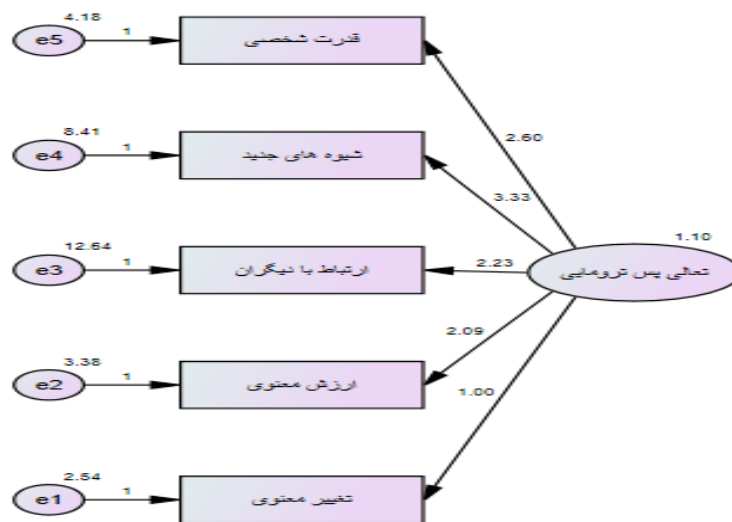 4.18
e5
1
قدرت شخصی
2.60
8.41
e4
1
شیوه های جدید
3.33
12.64
e3
1
ارتباط با دیگران
2.23
1.10
تعالی پس ترومایی
3.38
e2
1
ارزش معنوی
2.09
2.54
e1
1
تغییر معنوی
1.00